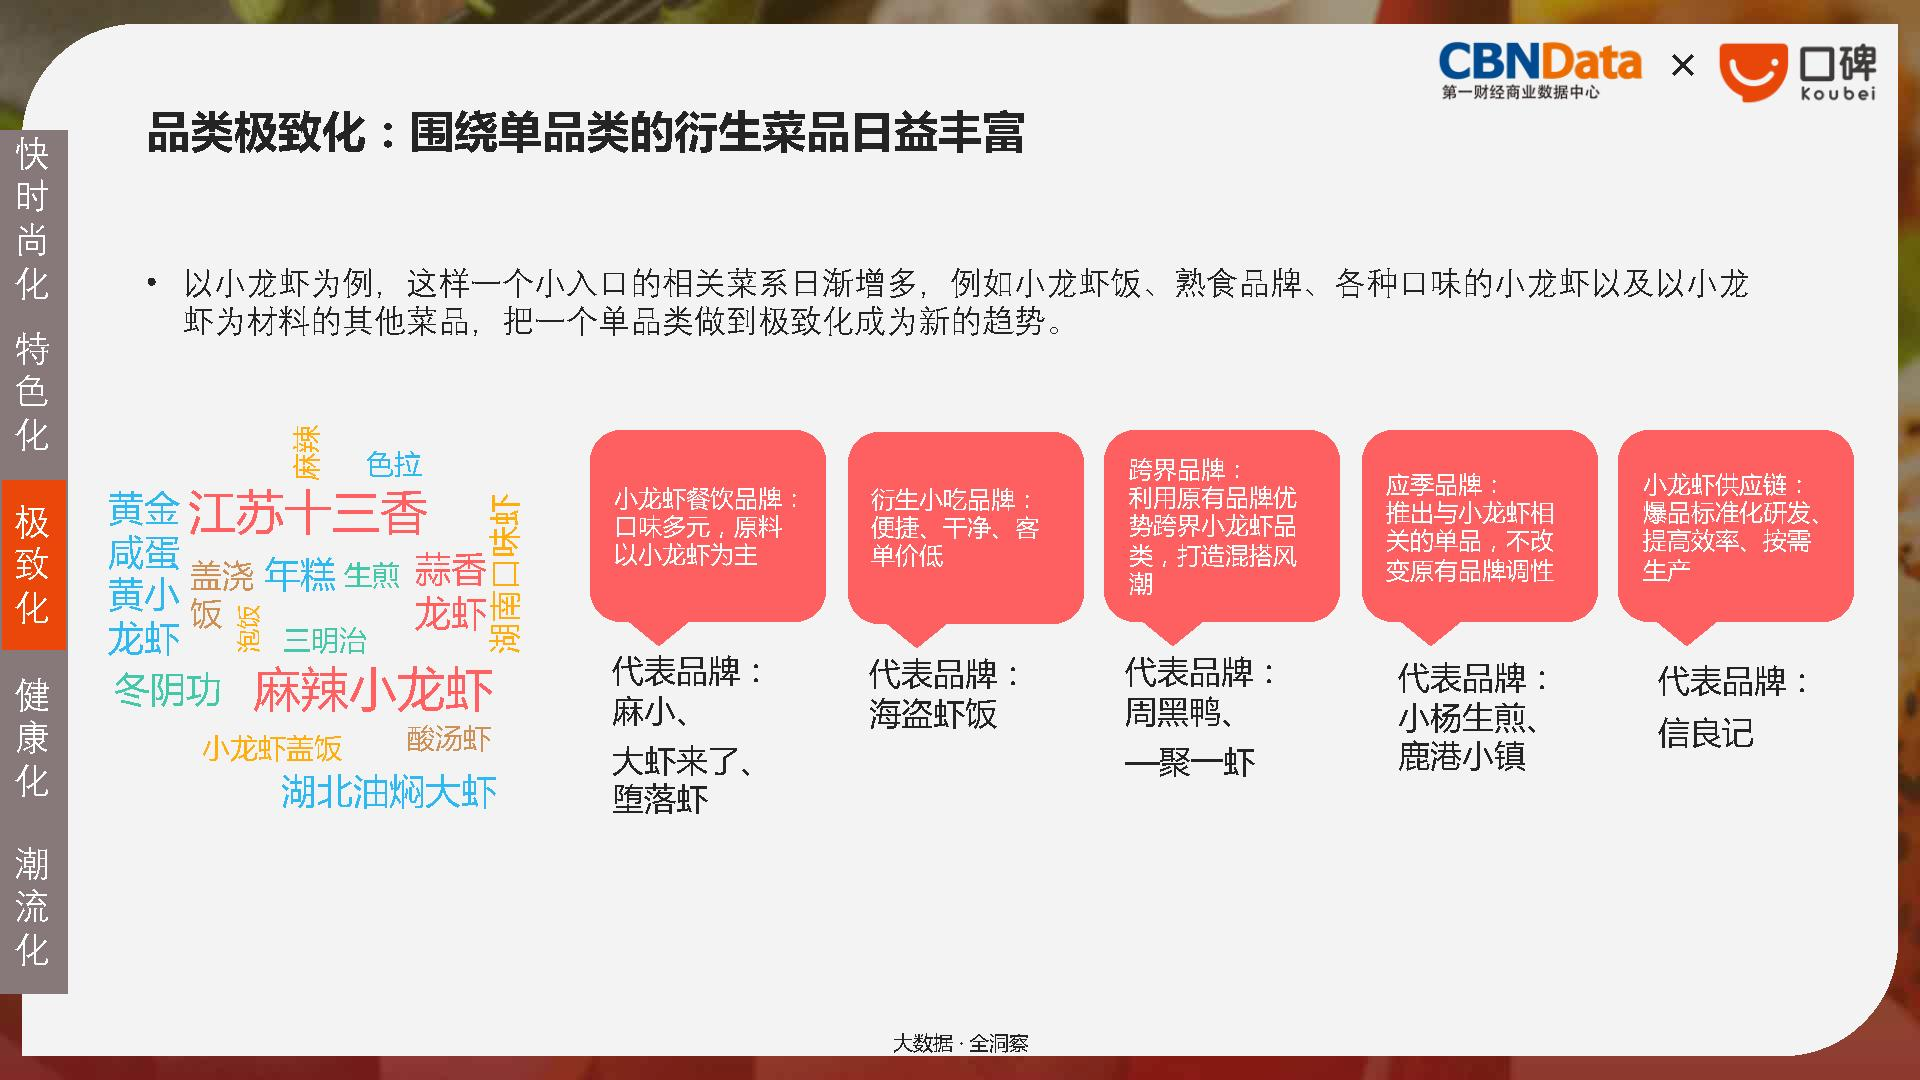 CBNData
第一财经商业数据中心
×
口碑
Koubei
品类极致化：围绕单品类的衍生菜品日益丰富
快时尚化
特色化
极致化
健康化
潮流化
• 以小龙虾为例，这样一个小入口的相关菜系日渐增多，例如小龙虾饭、熟食品牌、各种口味的小龙虾以及以小龙
虾为材料的其他菜品，把一个单品类做到极致化成为新的趋势。
麻辣
色拉
黄金
咸蛋
黄小
龙虾
江苏十三香
湖南口味虾
盖浇
饭
年糕
生煎
蒜香
龙虾
泡饭
三明治
冬阴功
麻辣小龙虾
小龙虾盖饭
酸汤虾
湖北油焖大虾
小龙虾餐饮品牌：
口味多元，原料
以小龙虾为主
代表品牌：
麻小、
大虾来了、
堕落虾
衍生小吃品牌：
便捷、干净、客
单价低
代表品牌：
海盗虾饭
跨界品牌：
利用原有品牌优
势跨界小龙虾品
类，打造混搭风
潮
代表品牌：
周黑鸭、
一聚一虾
应季品牌：
推出与小龙虾相
关的单品，不改
变原有品牌调性
代表品牌：
小杨生煎、
鹿港小镇
小龙虾供应链：
爆品标准化研发、
提高效率、按需
生产
代表品牌：
信良记
大数据·全洞察